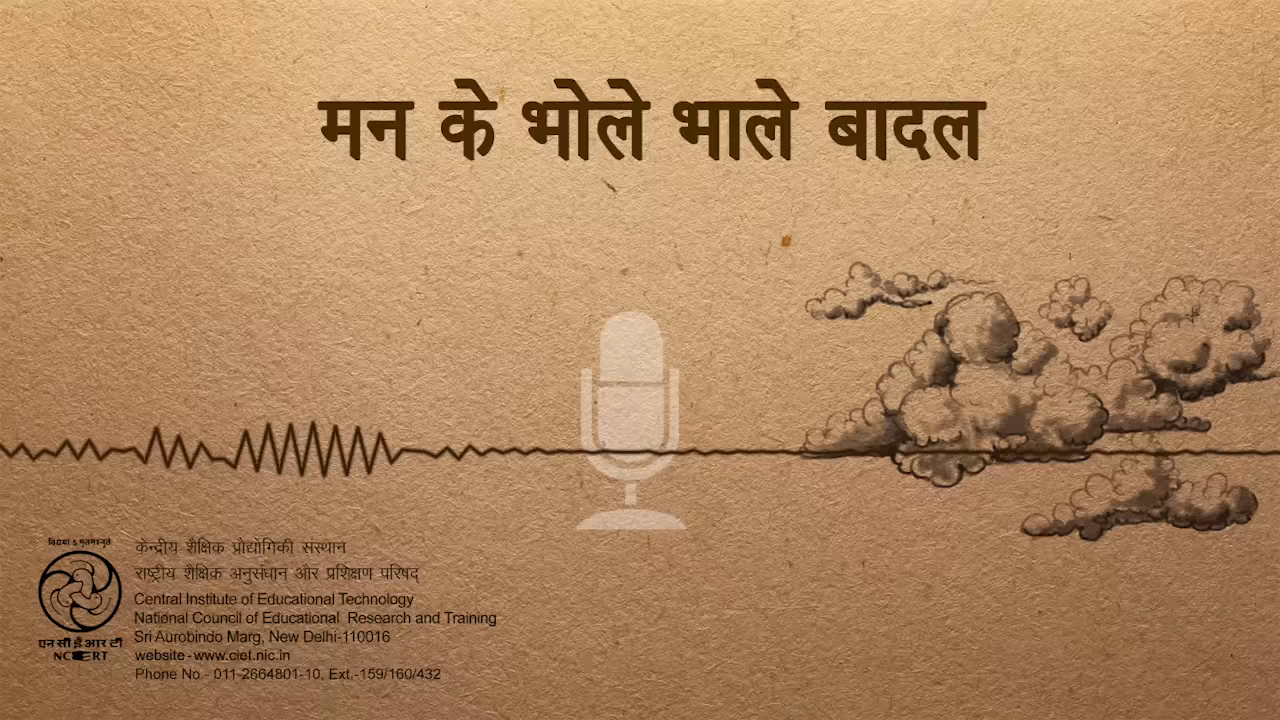 मन के भोले भाले बादल
विद्यया ऽ मृतमश्नुते
केन्द्रीय शैक्षिक प्रौद्योगिकी संस्थान
राष्ट्रीय शैक्षिक अनुसंधान और प्रशिक्षण परिषद्
Central Institute of Educational Technology
National Council of Educational Research and Training
Sri Aurobindo Marg, New Delhi-110016
एन सी ई आर टी
website - www.ciet.nic.in
NCERT
Phone No - 011-2664801-10, Ext.-159/160/432